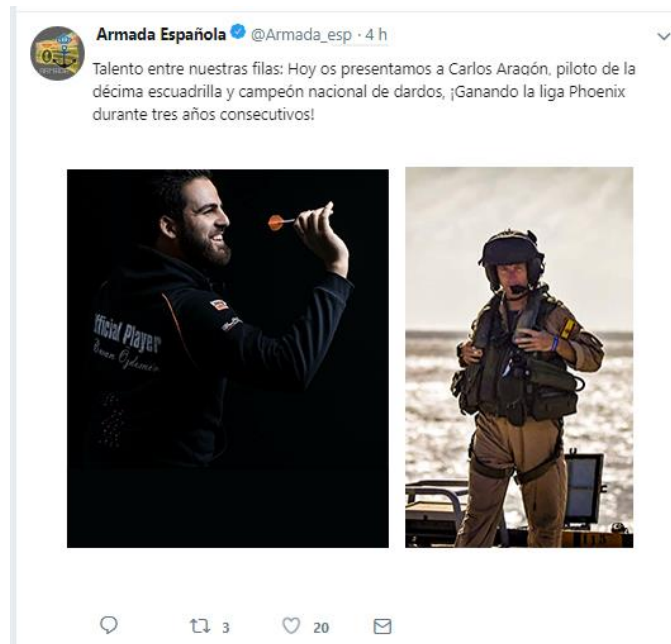 Armada Española @Armada_esp · 4 h
Talento entre nuestras filas: Hoy os presentamos a Carlos Aragón, piloto de la
décima escuadrilla y campeón nacional de dardos, ¡Ganando la liga Phoenix
durante tres años consecutivos!
fficial Player
3 20